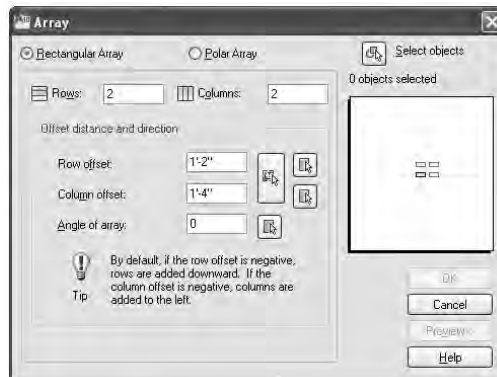 Array
Rectangular Array
Polar Array
Select objects
0 objects selected
Rows: 2
Columns: 2
Offset distance and direction
Row offset: 1'-2"
Column offset: 1'-4"
Angle of array: 0
By default, if the row offset is negative,
rows are added downward. If the
column offset is negative, columns are
added to the left.
Tip
OK
Cancel
Preview <
Help